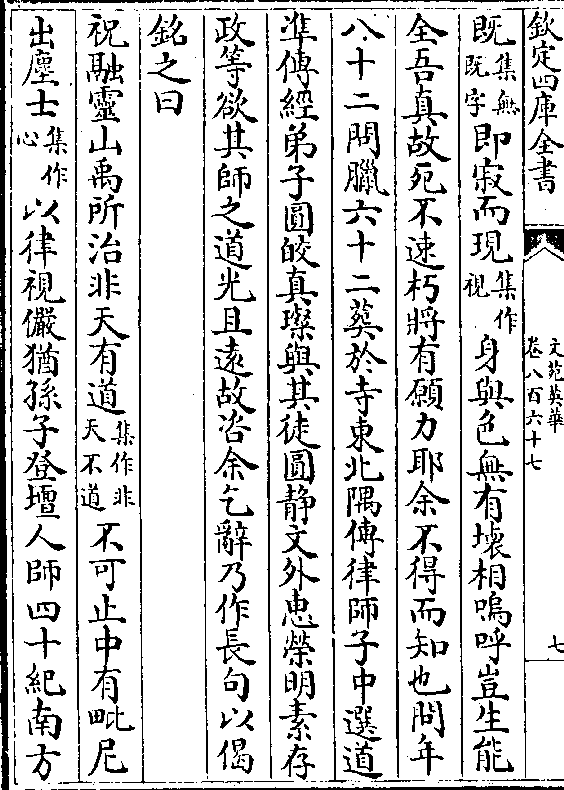 欽定四庫全書
文苑英華
卷八百六十七
七
既集無既字即寂而現集作視身與色無有壞相嗚呼豈生能
全吾真故死不速朽將有願力耶余不得而知也問年
八十二問臘六十二葬於寺東北隅傳律師子中選道
準傳經弟子圓皎真璨與其徒圓静文外惠榮明素存
政等欲其師之道光且逺故咨余乞辭乃作長句以偈
銘之曰
祝融靈山禹所治非天有道集作非天不道不可止中有毗尼
出塵士集作心以律視儼猶孫子登壇人師四十紀南方